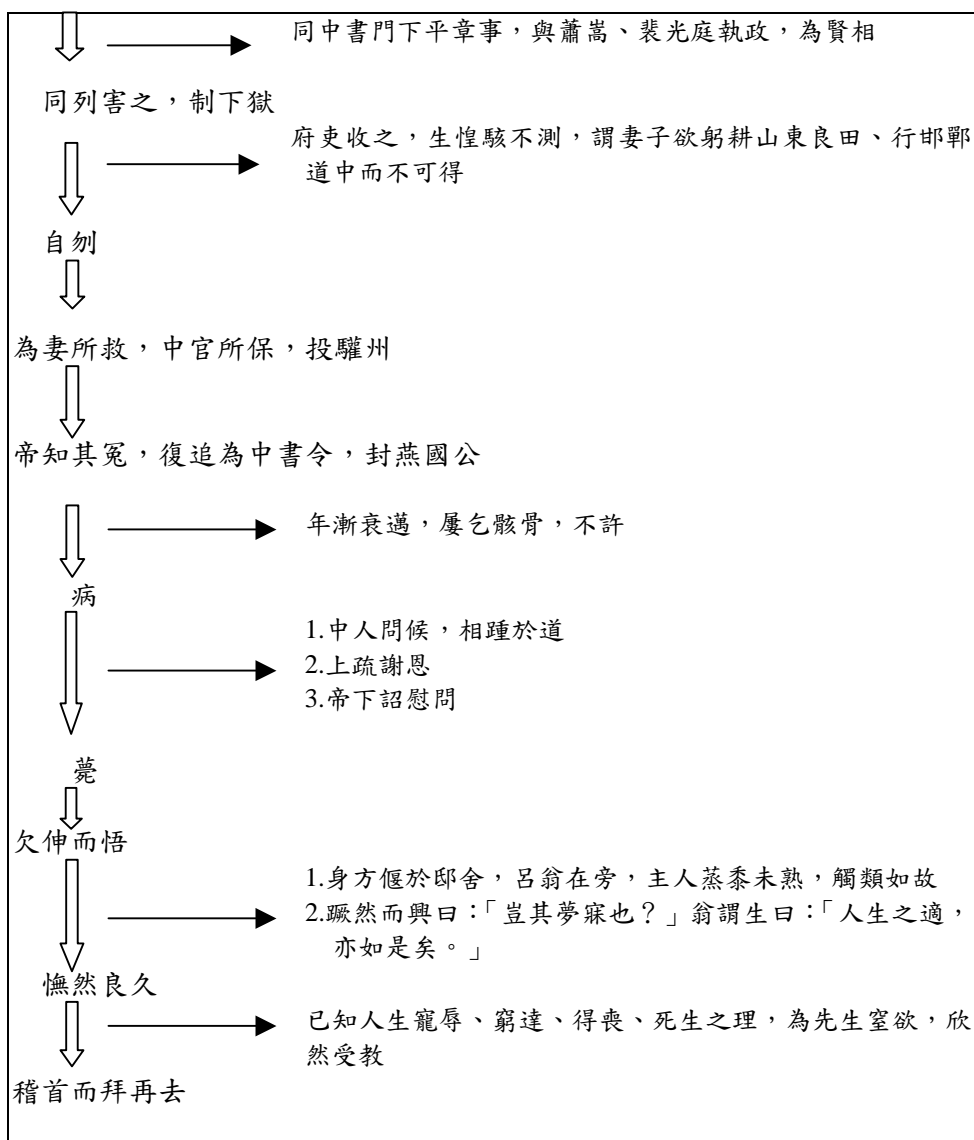 同中書門下平章事，與蕭嵩、裴光庭執政，為賢相
同列害之，制下獄
府吏收之，生惶駭不測，謂妻子欲躬耕山東良田、行邯鄲
道中而不可得
自刎
為妻所救，中官所保，投驩州
帝知其冤，復追為中書令，封燕國公
年漸衰邁，屢乞骸骨，不許
病
1.中人問候，相踵於道
2.上疏謝恩
3.帝下詔慰問
薨
欠伸而悟
1.身方偃於邸舍，呂翁在旁，主人蒸黍未熟，觸類如故
2.蹶然而興曰：「豈其夢寐也？」翁謂生曰：「人生之適，
亦如是矣。」
憮然良久
已知人生寵辱、窮達、得喪、死生之理，為先生窒欲，欣
然受教
稽首而拜再去